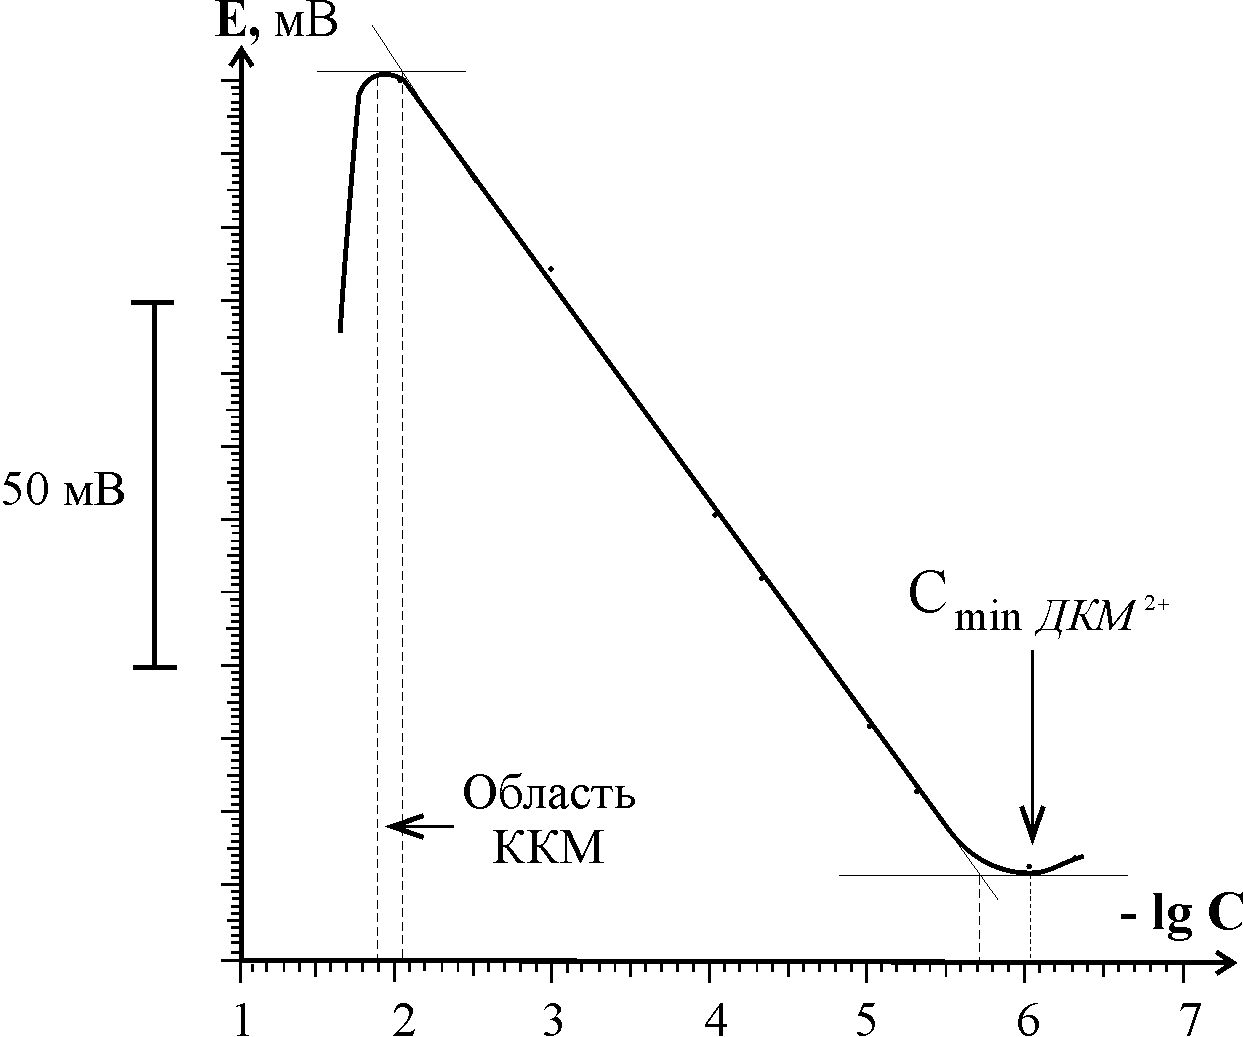 E, мВ
50 мВ
C min ДКМ 2+
Область
ККМ
- lg C
1 2 3 4 5 6 7